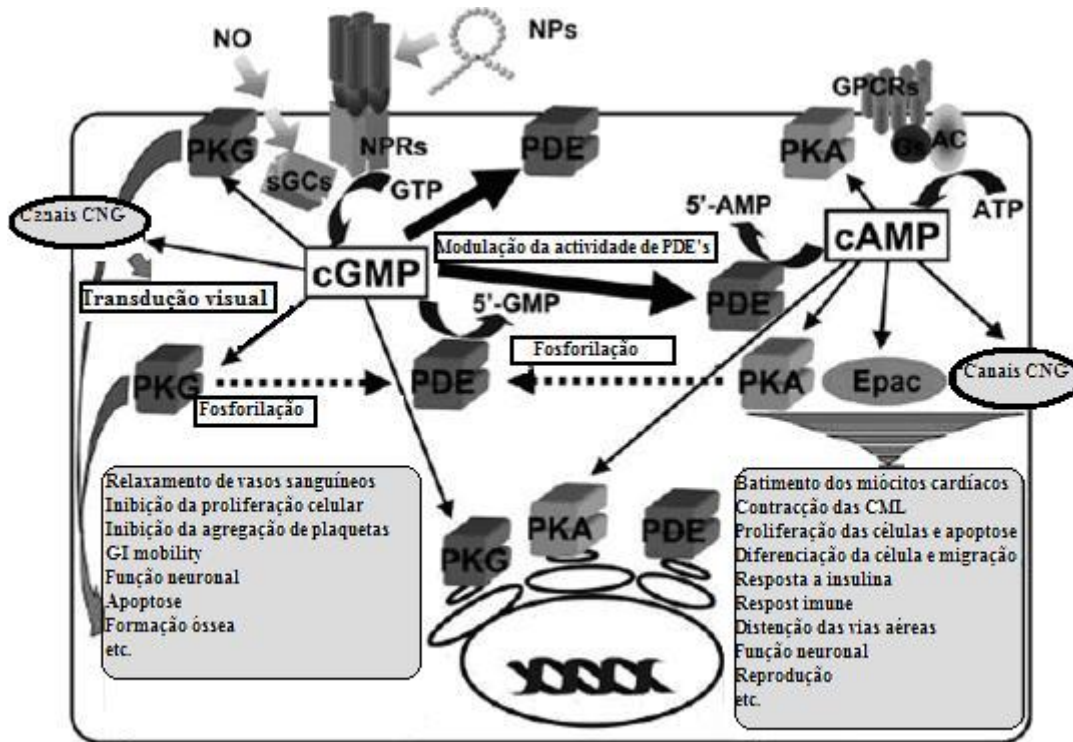 NO
NPs
GPCRs
PKG
sGCs
NPRs
GTP
PDE
PKA
Gs
AC
ATP
Canais CNG
cGMP
Modulação da actividade de PDE's
5'-AMP
cAMP
Transdução visual
5'-GMP
PDE
PKG
Fosforilação
PDE
Fosforilação
PKA
Epac
Canais CNG
Relaxamento de vasos sanguíneos
Inibição da proliferação celular
Inibição da agregação de plaquetas
GI mobility
Função neuronal
Apoptose
Formação óssea
etc.
PKG
PKA
PDE
Batimento dos miócitos cardíacos
Contracção das CML
Proliferação das células e apoptose
Diferenciação da célula e migração
Resposta a insulina
Respost imune
Distenção das vias aéreas
Função neuronal
Reprodução
etc.